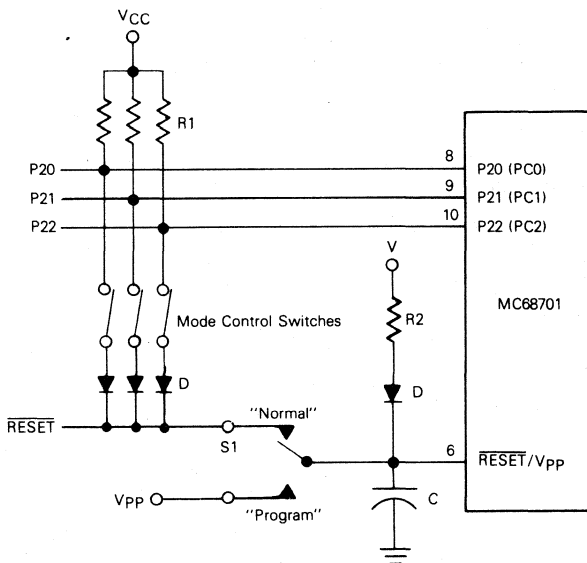 VCC
R1
P20
8
P20 (PC0)
P21
9
P21 (PC1)
P22
10
P22 (PC2)
V
R2
MC68701
Mode Control Switches
D
D
"Normal"
RESET
S1
6
RESET/VPP
VPP
"Program"
C